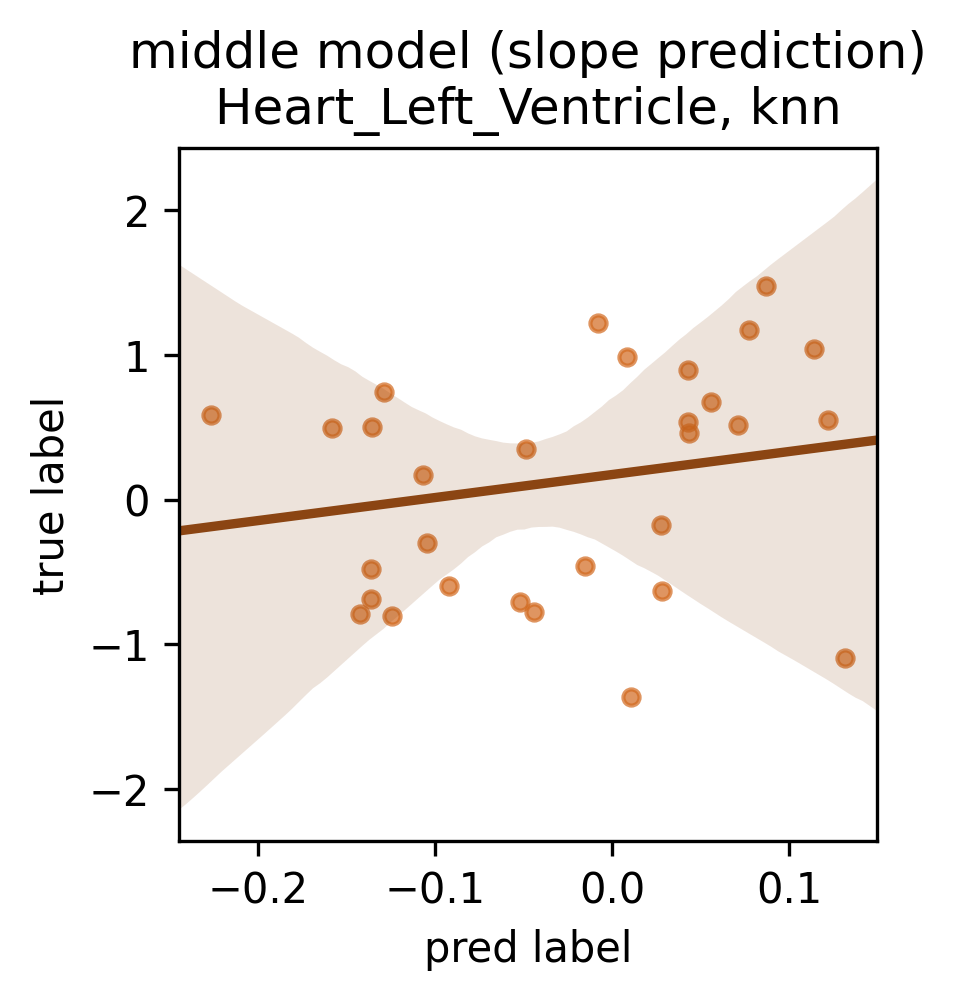 middle model (slope prediction)
Heart_Left_Ventricle, knn
2
1
0
−1
−2
true label
−0.2
−0.1
0.0
0.1
pred label